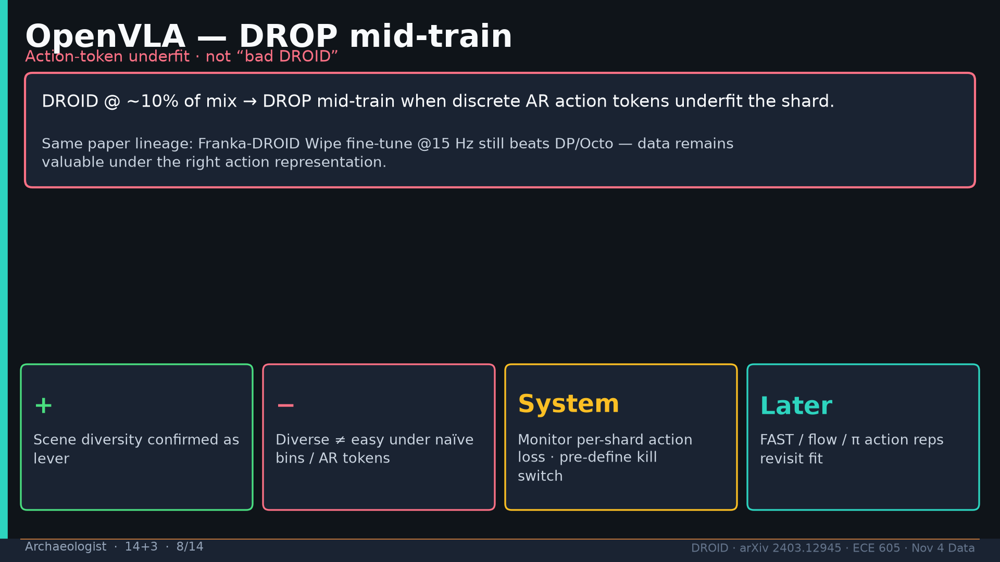 OpenVLA — DROP mid-train
Action-token underfit · not “bad DROID”
DROID @ ~10% of mix → DROP mid-train when discrete AR action tokens underfit the shard.
Same paper lineage: Franka-DROID Wipe fine-tune @15 Hz still beats DP/Octo — data remains
valuable under the right action representation.
+
Scene diversity confirmed as
lever
−
Diverse ≠ easy under naïve
bins / AR tokens
System
Monitor per-shard action
loss · pre-define kill
switch
Later
FAST / flow / π action reps
revisit fit
Archaeologist · 14+3 · 8/14
DROID · arXiv 2403.12945 · ECE 605 · Nov 4 Data